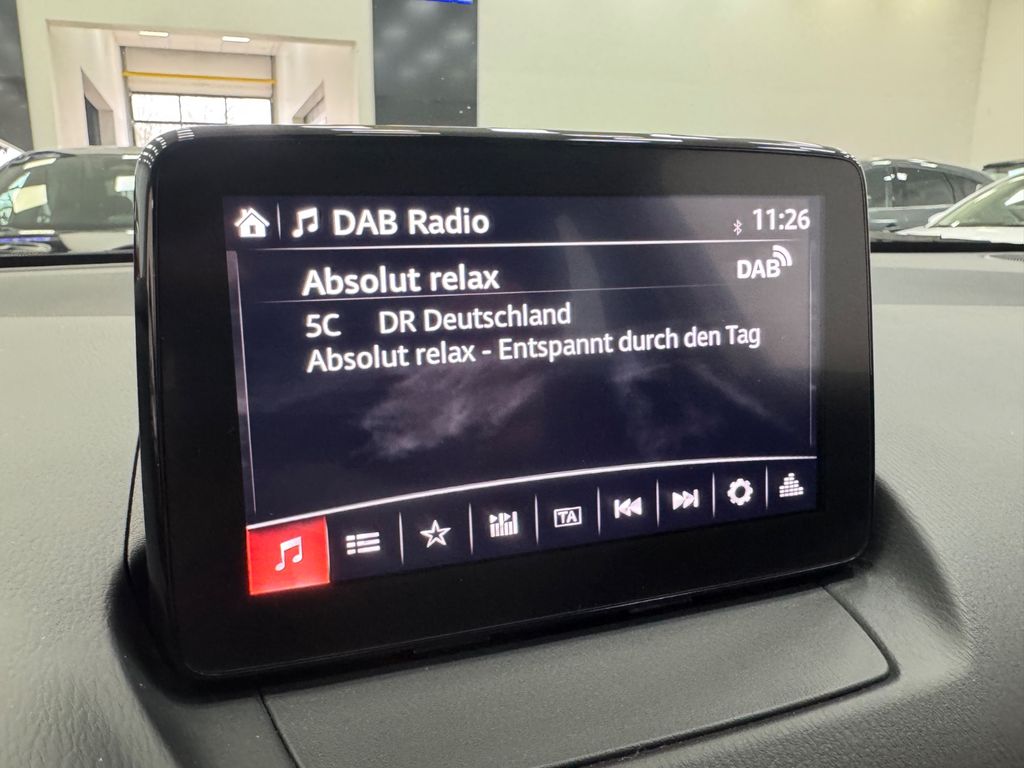 DAB Radio
11:26
Absolut relax
DAB
5C DR Deutschland
Absolut relax - Entspannt durch den Tag
TA